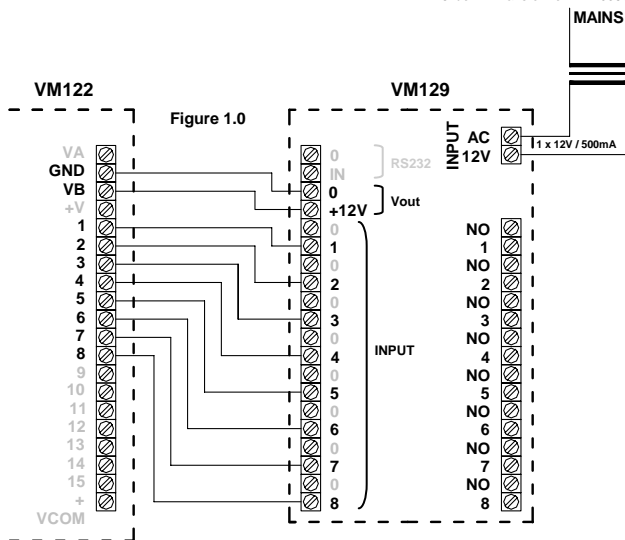 MAINS
VM122
Figure 1.0
VM129
VA
GND
VB
+V
1
2
3
4
5
6
7
8
9
10
11
12
13
14
15
+
VCOM
0
IN
RS232
0
+12V
Vout
0
1
0
2
0
3
0
4
0
5
0
6
0
7
0
8
INPUT
INPUT
AC
12V
1 x 12V / 500mA
NO
1
NO
2
NO
3
NO
4
NO
5
NO
6
NO
7
NO
8